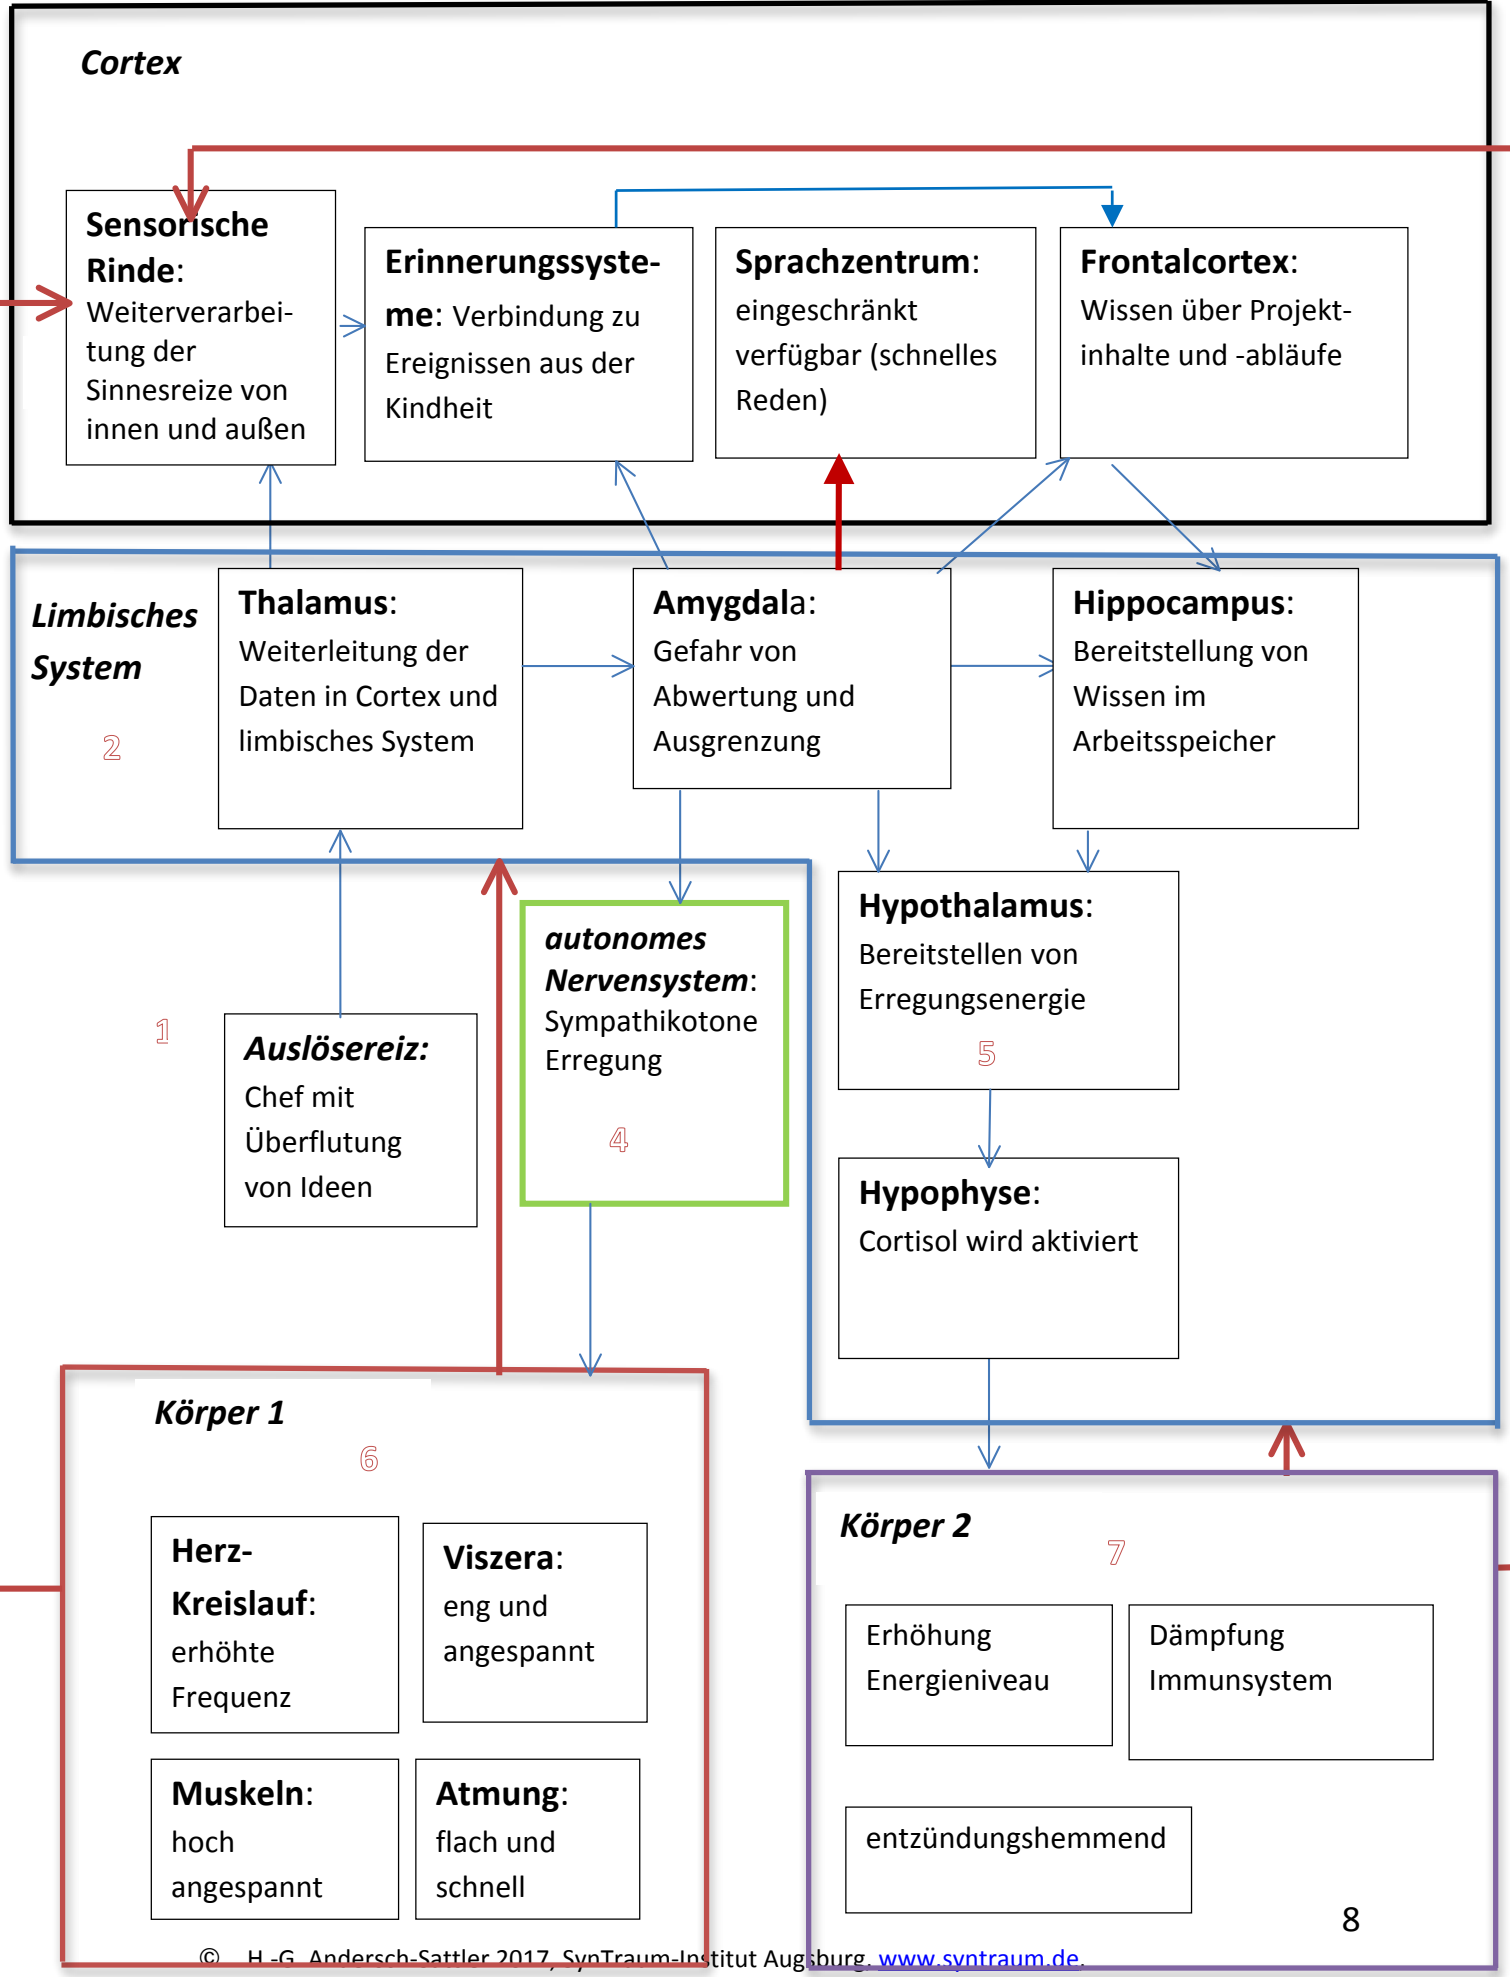 Cortex
Sensorische
Rinde:
Weiterverarbei-
tung der
Sinnesreize von
innen und außen
Erinnerungssyste-
me: Verbindung zu
Ereignissen aus der
Kindheit
Sprachzentrum:
eingeschränkt
verfügbar (schnelles
Reden)
Frontalcortex:
Wissen über Projekt-
inhalte und -abläufe
Limbisches
System
2
Thalamus:
Weiterleitung der
Daten in Cortex und
limbisches System
Amygdala:
Gefahr von
Abwertung und
Ausgrenzung
Hippocampus:
Bereitstellung von
Wissen im
Arbeitsspeicher
1
Auslösereiz:
Chef mit
Überflutung
von Ideen
autonomes
Nervensystem:
Sympathikotone
Erregung
4
Hypothalamus:
Bereitstellen von
Erregungsenergie
5
Hypophyse:
Cortisol wird aktiviert
Körper 1
6
Herz-
Kreislauf:
erhöhte
Frequenz
Viszera:
eng und
angespannt
Muskeln:
hoch
angespannt
Atmung:
flach und
schnell
Körper 2
7
Erhöhung
Energieniveau
Dämpfung
Immunsystem
entzündungshemmend
8
© H.-G. Andersch-Sattler 2017, SynTraum-Institut Augsburg, www.syntraum.de.